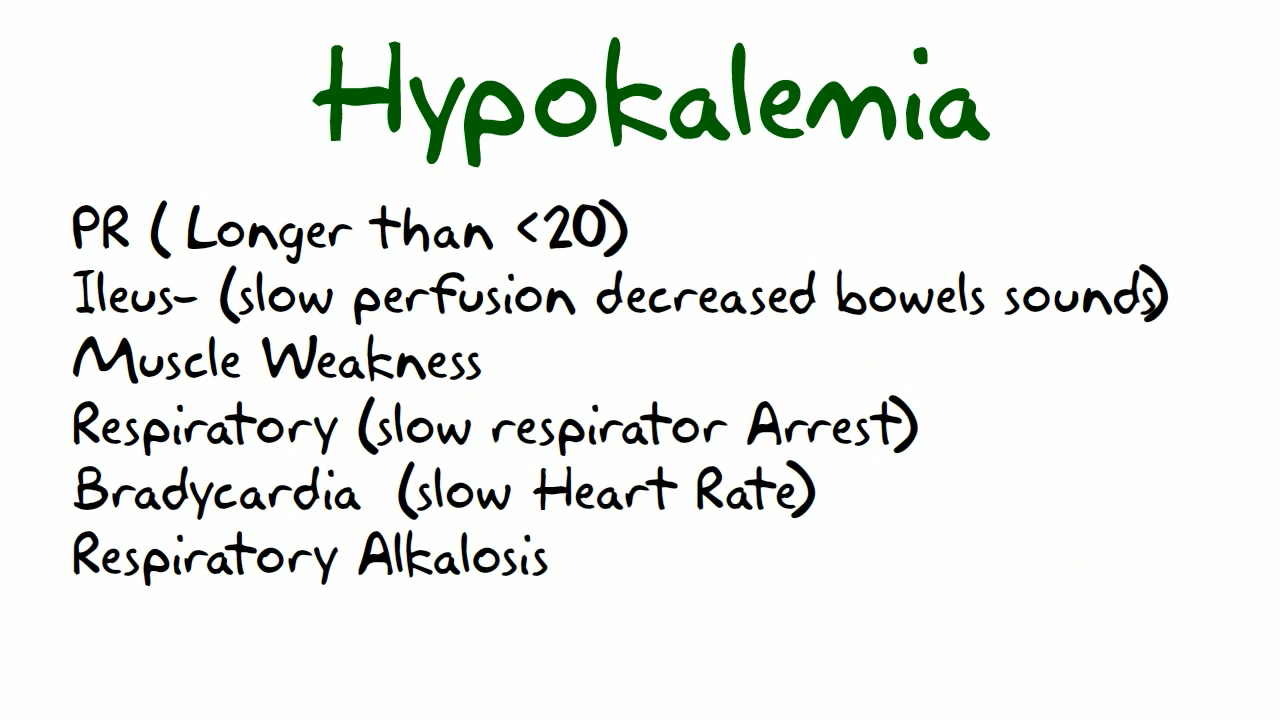 Hypokalemia
PR ( Longer than <20)
Ileus- (slow perfusion decreased bowels sounds)
Muscle Weakness
Respiratory (slow respirator Arrest)
Bradycardia (slow Heart Rate)
Respiratory Alkalosis